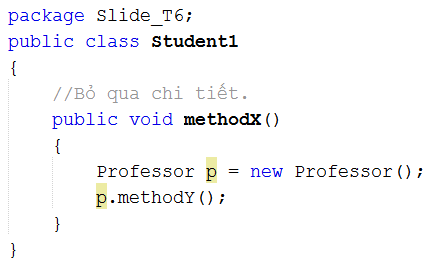 package Slide_T6;
public class Student1
{
//Bỏ qua chi tiết.
public void methodX()
{
Professor p = new Professor();
p.methodY();
}
}